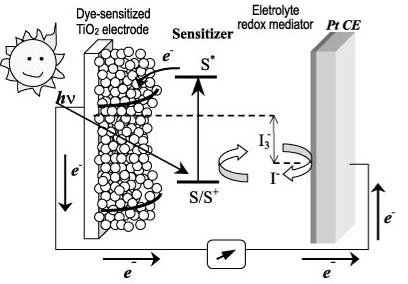 Dye-sensitized
TiO2 electrode
Sensitizer
Eletrolyte
redox mediator
Pt CE
hν
e-
S*
I3-
I-
S/S+
e-
e-
e-
e-